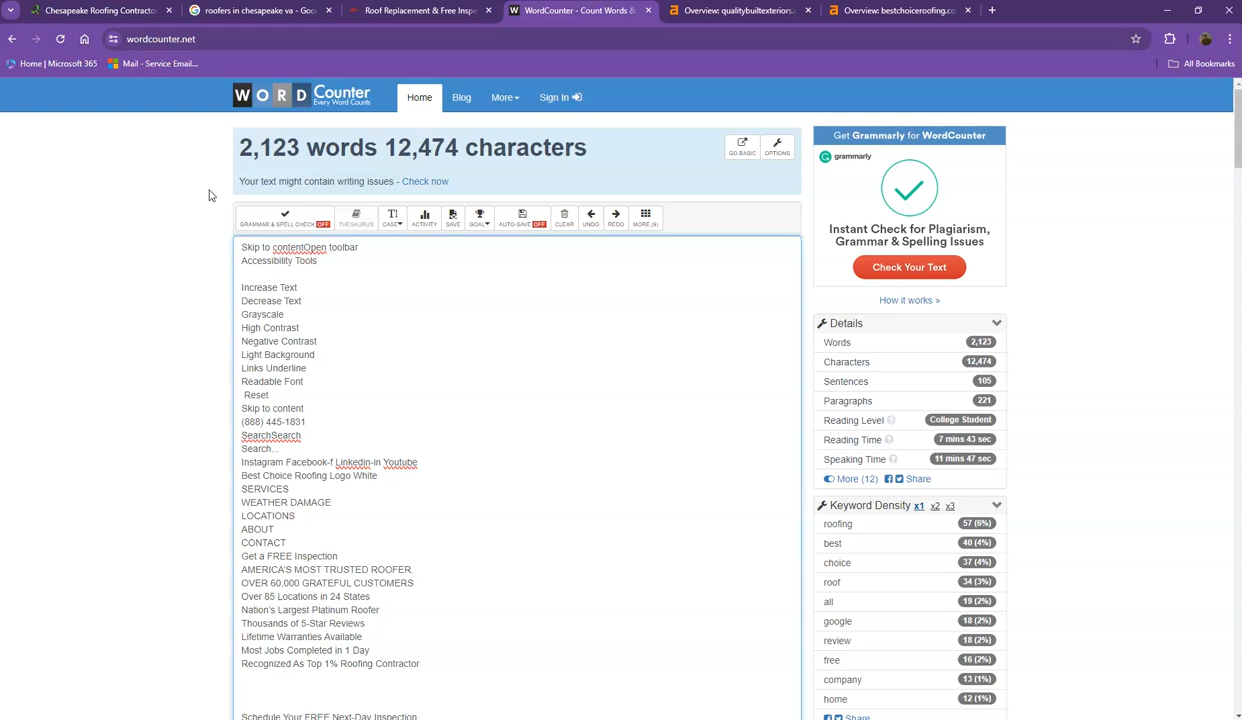 Chesapeake Roofing Contractor
roofers in chesapeake va - Goo
Roof Replacement & Free Inspe
WordCounter - Count Words &
Overview: qualitybuiltexteriors.
Overview: bestchoiceroofing.co
wordcounter.net
Home | Microsoft 365
Mail - Service Email,...
All Bookmarks
WORD Counter
Every Word Counts
Home
Blog
More
Sign In
2,123 words 12,474 characters
GO BASIC
OPTIONS
Your text might contain writing issues - Check now
GRAMMAR & SPELL CHECK OFF
THESAURUS
CASE
ACTIVITY
SAVE
GOAL
AUTO-SAVE OFF
CLEAR
UNDO
REDO
MORE (9)
Skip to contentOpen toolbar
Accessibility Tools
Increase Text
Decrease Text
Grayscale
High Contrast
Negative Contrast
Light Background
Links Underline
Readable Font
Reset
Skip to content
(888) 445-1831
SearchSearch
Search...
Instagram Facebook-f Linkedin-in Youtube
Best Choice Roofing Logo White
SERVICES
WEATHER DAMAGE
LOCATIONS
ABOUT
CONTACT
Get a FREE Inspection
AMERICA'S MOST TRUSTED ROOFER.
OVER 60,000 GRATEFUL CUSTOMERS
Over 85 Locations in 24 States
Nation's Largest Platinum Roofer
Thousands of 5-Star Reviews
Lifetime Warranties Available
Most Jobs Completed in 1 Day
Recognized As Top 1% Roofing Contractor
Schedule Your FREE Next-Day Inspection
Get Grammarly for WordCounter
grammarly
Instant Check for Plagiarism,
Grammar & Spelling Issues
Check Your Text
How it works »
Details
Words 2,123
Characters 12,474
Sentences 105
Paragraphs 221
Reading Level College Student
Reading Time 7 mins 43 sec
Speaking Time 11 mins 47 sec
More (12) Share
Keyword Density x1 x2 x3
roofing 57 (6%)
best 40 (4%)
choice 37 (4%)
roof 34 (3%)
all 19 (2%)
google 18 (2%)
review 18 (2%)
free 16 (2%)
company 13 (1%)
home 12 (1%)
Share